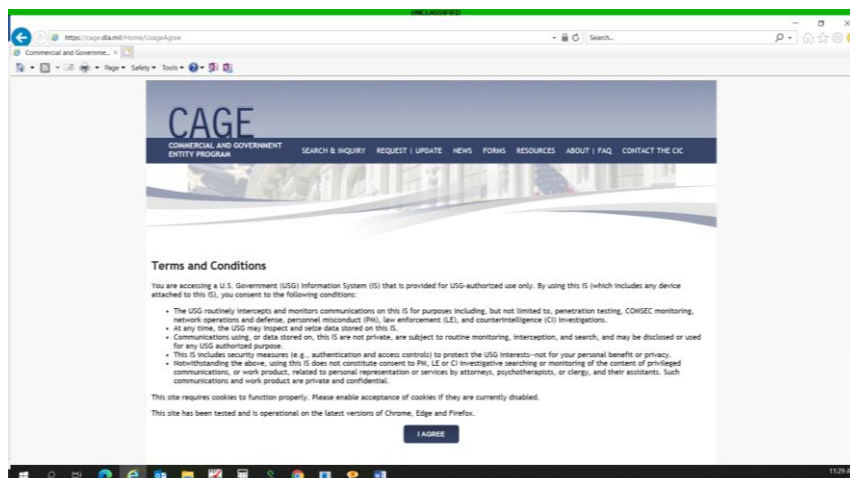 UNCLASSIFIED
https://cage.dla.mil/Home/UsageAgree
Search...
Commercial and Governme...
Page Safety Tools
CAGE
COMMERCIAL AND GOVERNMENT
ENTITY PROGRAM
SEARCH & INQUIRY REQUEST | UPDATE NEWS FORMS RESOURCES ABOUT | FAQ CONTACT THE CIC
Terms and Conditions
You are accessing a U.S. Government (USG) Information System (IS) that is provided for USG-authorized use only. By using this IS (which includes any device
attached to this IS), you consent to the following conditions:
• The USG routinely intercepts and monitors communications on this IS for purposes including, but not limited to, penetration testing, COMSEC monitoring,
network operations and defense, personnel misconduct (PM), law enforcement (LE), and counterintelligence (CI) investigations.
• At any time, the USG may inspect and seize data stored on this IS.
• Communications using, or data stored on, this IS are not private, are subject to routine monitoring, interception, and search, and may be disclosed or used
for any USG authorized purpose.
• This IS includes security measures (e.g., authentication and access controls) to protect the USG interests--not for your personal benefit or privacy.
• Notwithstanding the above, using this IS does not constitute consent to PM, LE or CI investigative searching or monitoring of the content of privileged
communications, or work product, related to personal representation or services by attorneys, psychotherapists, or clergy, and their assistants. Such
communications and work product are private and confidential.
This site requires cookies to function properly. Please enable acceptance of cookies if they are currently disabled.
This site has been tested and is operational on the latest versions of Chrome, Edge and Firefox.
I AGREE
11:29 A